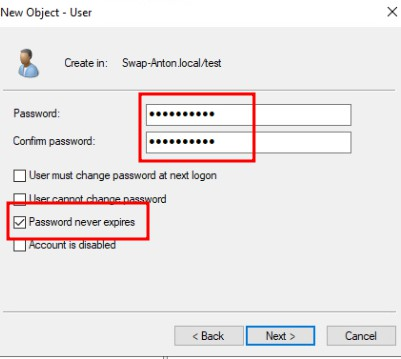 New Object - User
Create in: Swap-Anton.local/test
Password: ●●●●●●●●●●
Confirm password: ●●●●●●●●●●
User must change password at next logon
User cannot change password
Password never expires
Account is disabled
< Back Next > Cancel